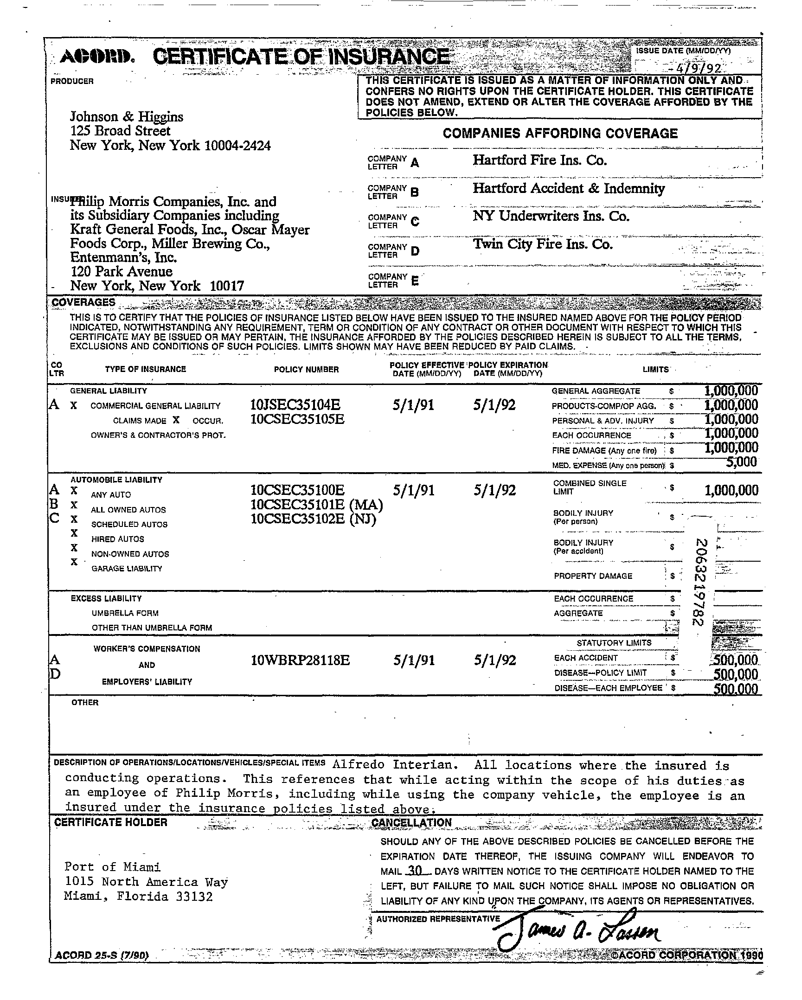 ACORD. CERTIFICATE OF INSURANCE
ISSUE DATE (MM/DD/YY)
4/9/92
PRODUCER
Johnson & Higgins
125 Broad Street
New York, New York 10004-2424
THIS CERTIFICATE IS ISSUED AS A MATTER OF INFORMATION ONLY AND
CONFERS NO RIGHTS UPON THE CERTIFICATE HOLDER. THIS CERTIFICATE
DOES NOT AMEND, EXTEND OR ALTER THE COVERAGE AFFORDED BY THE
POLICIES BELOW.
COMPANIES AFFORDING COVERAGE
COMPANY LETTER A Hartford Fire Ins. Co.
COMPANY LETTER B Hartford Accident & Indemnity
COMPANY LETTER C NY Underwriters Ins. Co.
COMPANY LETTER D Twin City Fire Ins. Co.
COMPANY LETTER E
INSURED
Philip Morris Companies, Inc. and
its Subsidiary Companies including
Kraft General Foods, Inc., Oscar Mayer
Foods Corp., Miller Brewing Co.,
Entenmann's, Inc.
120 Park Avenue
New York, New York 10017
COVERAGES
THIS IS TO CERTIFY THAT THE POLICIES OF INSURANCE LISTED BELOW HAVE BEEN ISSUED TO THE INSURED NAMED ABOVE FOR THE POLICY PERIOD
INDICATED, NOTWITHSTANDING ANY REQUIREMENT, TERM OR CONDITION OF ANY CONTRACT OR OTHER DOCUMENT WITH RESPECT TO WHICH THIS
CERTIFICATE MAY BE ISSUED OR MAY PERTAIN, THE INSURANCE AFFORDED BY THE POLICIES DESCRIBED HEREIN IS SUBJECT TO ALL THE TERMS,
EXCLUSIONS AND CONDITIONS OF SUCH POLICIES. LIMITS SHOWN MAY HAVE BEEN REDUCED BY PAID CLAIMS.
CO LTR TYPE OF INSURANCE POLICY NUMBER POLICY EFFECTIVE DATE (MM/DD/YY) POLICY EXPIRATION DATE (MM/DD/YY) LIMITS
GENERAL LIABILITY GENERAL AGGREGATE $ 1,000,000
A X COMMERCIAL GENERAL LIABILITY 10JSEC35104E 5/1/91 5/1/92 PRODUCTS-COMP/OP AGG. $ 1,000,000
CLAIMS MADE X OCCUR. 10CSEC35105E PERSONAL & ADV. INJURY $ 1,000,000
OWNER'S & CONTRACTOR'S PROT. EACH OCCURRENCE $ 1,000,000
FIRE DAMAGE (Any one fire) $ 1,000,000
MED. EXPENSE (Any one person) $ 5,000
AUTOMOBILE LIABILITY
A X ANY AUTO 10CSEC35100E 5/1/91 5/1/92 COMBINED SINGLE LIMIT $ 1,000,000
B X ALL OWNED AUTOS 10CSEC35101E (MA)
C X SCHEDULED AUTOS 10CSEC35102E (NJ) BODILY INJURY (Per person) $
X HIRED AUTOS
X NON-OWNED AUTOS BODILY INJURY (Per accident) $
X GARAGE LIABILITY
PROPERTY DAMAGE $
2063219782
EXCESS LIABILITY EACH OCCURRENCE $
UMBRELLA FORM AGGREGATE $
OTHER THAN UMBRELLA FORM
WORKER'S COMPENSATION STATUTORY LIMITS
A AND 10WBRP28118E 5/1/91 5/1/92 EACH ACCIDENT $ 500,000
D EMPLOYERS' LIABILITY DISEASE—POLICY LIMIT $ 500,000
DISEASE—EACH EMPLOYEE $ 500,000
OTHER
DESCRIPTION OF OPERATIONS/LOCATIONS/VEHICLES/SPECIAL ITEMS Alfredo Interian. All locations where the insured is
conducting operations. This references that while acting within the scope of his duties as
an employee of Philip Morris, including while using the company vehicle, the employee is an
insured under the insurance policies listed above.
CERTIFICATE HOLDER
Port of Miami
1015 North America Way
Miami, Florida 33132
CANCELLATION
SHOULD ANY OF THE ABOVE DESCRIBED POLICIES BE CANCELLED BEFORE THE
EXPIRATION DATE THEREOF, THE ISSUING COMPANY WILL ENDEAVOR TO
MAIL 30 DAYS WRITTEN NOTICE TO THE CERTIFICATE HOLDER NAMED TO THE
LEFT, BUT FAILURE TO MAIL SUCH NOTICE SHALL IMPOSE NO OBLIGATION OR
LIABILITY OF ANY KIND UPON THE COMPANY, ITS AGENTS OR REPRESENTATIVES.
AUTHORIZED REPRESENTATIVE
James A. Lassen
ACORD 25-S (7/90)
©ACORD CORPORATION 1990